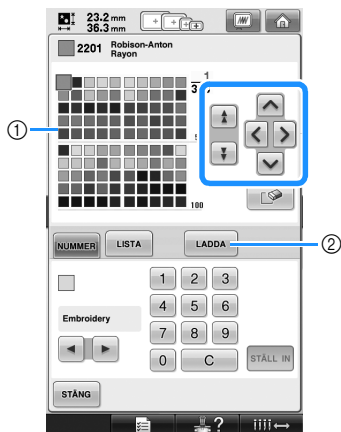 23.2 mm
36.3 mm
2201 Robison-Anton
Rayon
1
3
5
100
①
NUMMER LISTA LADDA
②
1 2 3
Embroidery
4 5 6
7 8 9
0 C STÄLL IN
STÄNG
?